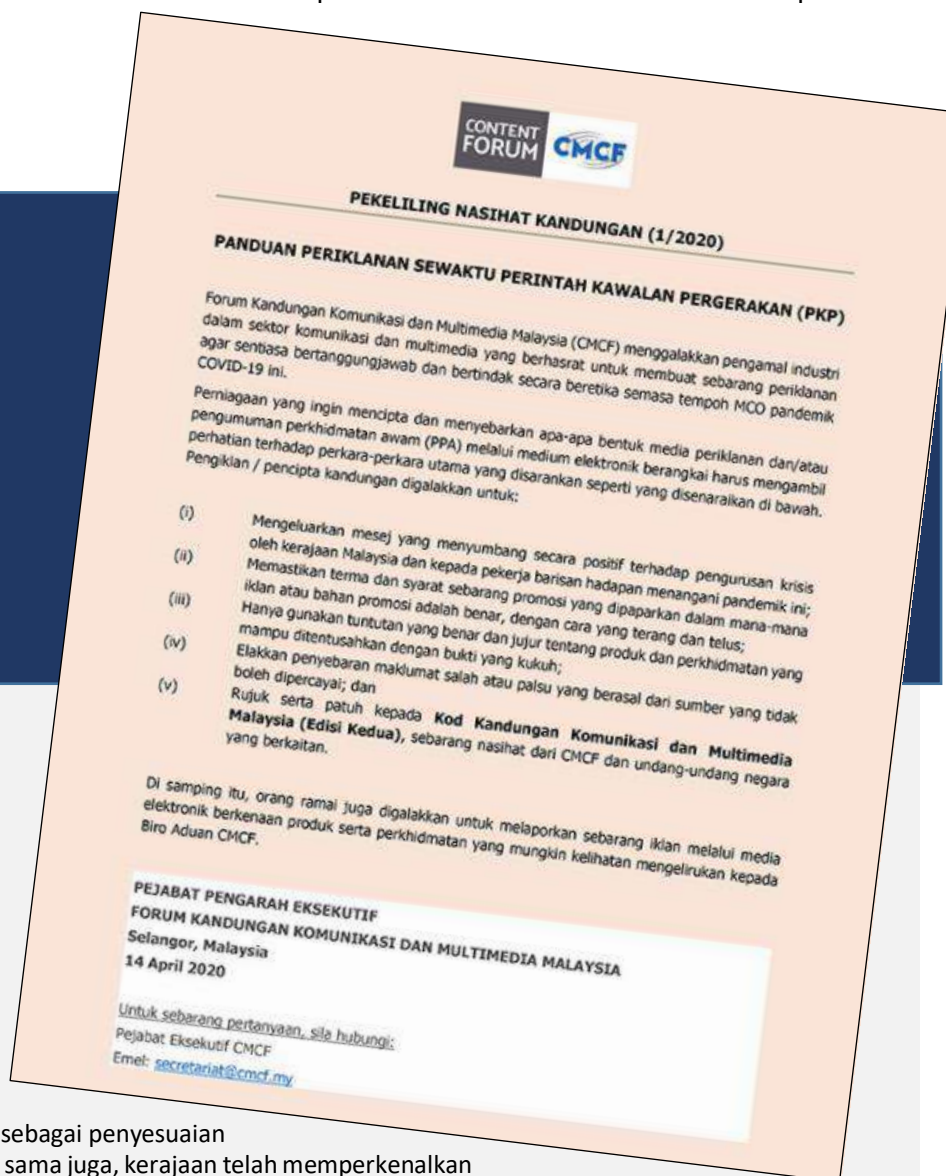 CONTENT
FORUM
CMCF
PEKELILING NASIHAT KANDUNGAN (1/2020)
PANDUAN PERIKLANAN SEWAKTU PERINTAH KAWALAN PERGERAKAN (PKP)
Forum Kandungan Komunikasi dan Multimedia Malaysia (CMCF) menggalakkan pengamal industri
dalam sektor komunikasi dan multimedia yang berhasrat untuk membuat sebarang periklanan
agar sentiasa bertanggungjawab dan bertindak secara beretika semasa tempoh MCO pandemik
COVID-19 ini.
Perniagaan yang ingin mencipta dan menyebarkan apa-apa bentuk media periklanan dan/atau
pengumuman perkhidmatan awam (PPA) melalui medium elektronik berangkai harus mengambil
perhatian terhadap perkara-perkara utama yang disarankan seperti yang disenaraikan di bawah.
Pengiklan / pencipta kandungan digalakkan untuk:
(i) Mengeluarkan mesej yang menyumbang secara positif terhadap pengurusan krisis
oleh kerajaan Malaysia dan kepada pekerja barisan hadapan menangani pandemik ini;
(ii) Memastikan terma dan syarat sebarang promosi yang dipaparkan dalam mana-mana
iklan atau bahan promosi adalah benar, dengan cara yang terang dan telus;
(iii) Hanya gunakan tuntutan yang benar dan jujur tentang produk dan perkhidmatan yang
mampu ditentusahkan dengan bukti yang kukuh;
(iv) Elakkan penyebaran maklumat salah atau palsu yang berasal dari sumber yang tidak
boleh dipercayai; dan
(v) Rujuk serta patuh kepada Kod Kandungan Komunikasi dan Multimedia
Malaysia (Edisi Kedua), sebarang nasihat dari CMCF dan undang-undang negara
yang berkaitan.
Di samping itu, orang ramai juga digalakkan untuk melaporkan sebarang iklan melalui media
elektronik berkenaan produk serta perkhidmatan yang mungkin kelihatan mengelirukan kepada
Biro Aduan CMCF.
PEJABAT PENGARAH EKSEKUTIF
FORUM KANDUNGAN KOMUNIKASI DAN MULTIMEDIA MALAYSIA
Selangor, Malaysia
14 April 2020
Untuk sebarang pertanyaan, sila hubungi:
Pejabat Eksekutif CMCF
Emel: secretariat@cmcf.my
sebagai penyesuaian
sama juga, kerajaan telah memperkenalkan